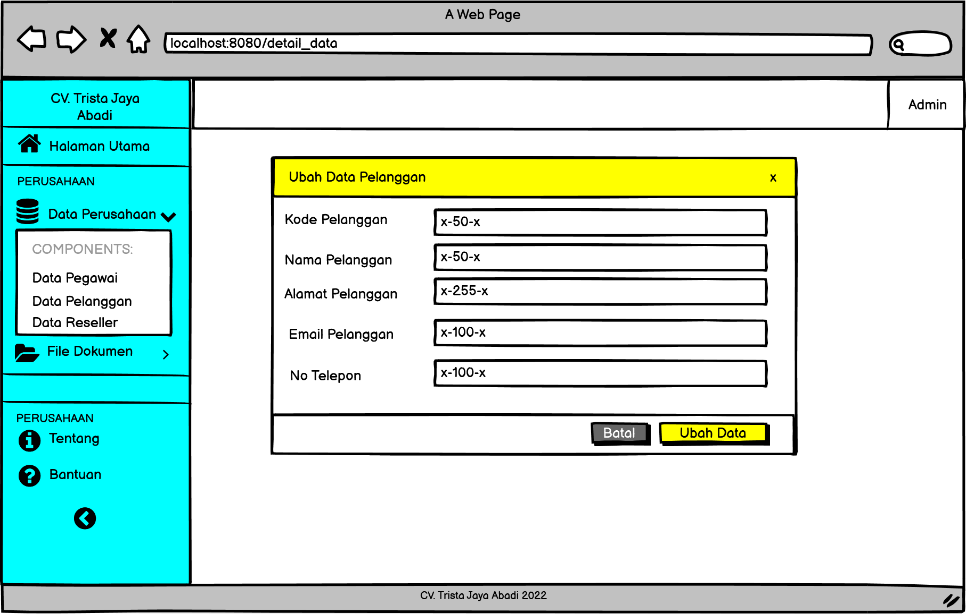 A Web Page
localhost:8080/detail_data
CV. Trista Jaya
Abadi
Admin
Halaman Utama
PERUSAHAAN
Data Perusahaan
COMPONENTS:
Data Pegawai
Data Pelanggan
Data Reseller
File Dokumen
PERUSAHAAN
Tentang
Bantuan
Ubah Data Pelanggan x
Kode Pelanggan x-50-x
Nama Pelanggan x-50-x
Alamat Pelanggan x-255-x
Email Pelanggan x-100-x
No Telepon x-100-x
Batal Ubah Data
CV. Trista Jaya Abadi 2022